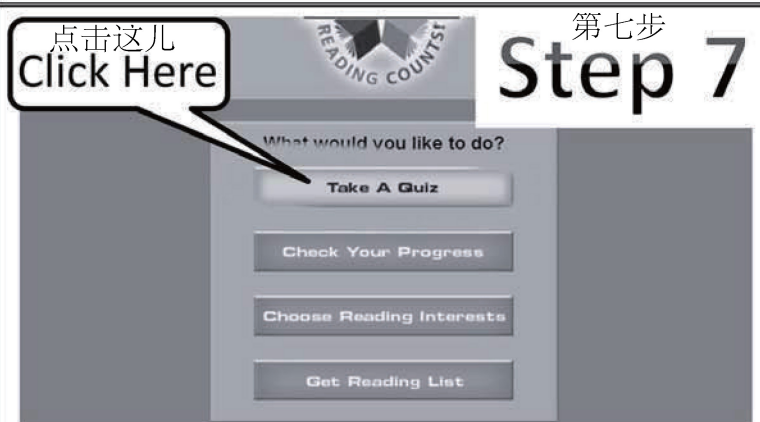 点击这儿
Click Here
READING COUNTS!
第七步
Step 7
What would you like to do?
Take A Quiz
Check Your Progress
Choose Reading Interests
Get Reading List